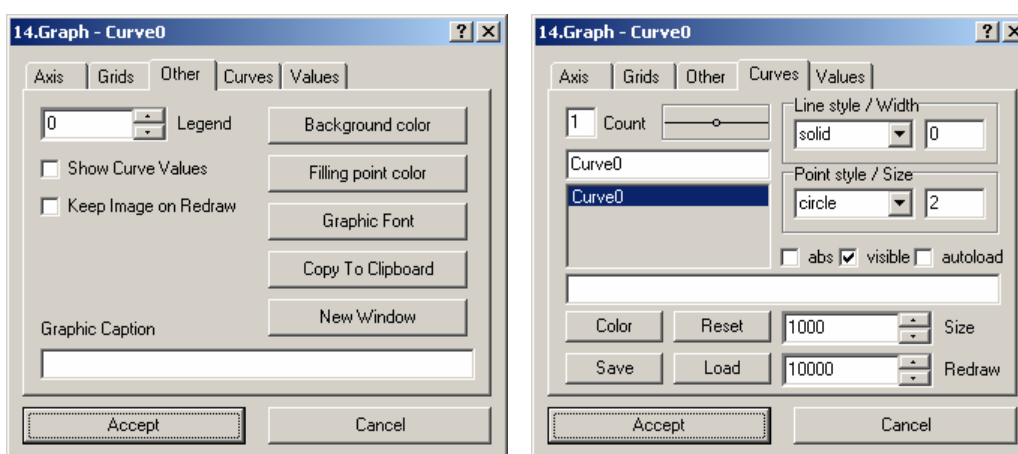 14.Graph - Curve0
Axis Grids Other Curves Values
0 Legend
Background color
Show Curve Values
Filling point color
Keep Image on Redraw
Graphic Font
Copy To Clipboard
New Window
Graphic Caption
Accept Cancel
14.Graph - Curve0
Axis Grids Other Curves Values
1 Count
Line style / Width
solid 0
Curve0
Point style / Size
Curve0
circle 2
abs visible autoload
Color Reset 1000 Size
Save Load 10000 Redraw
Accept Cancel